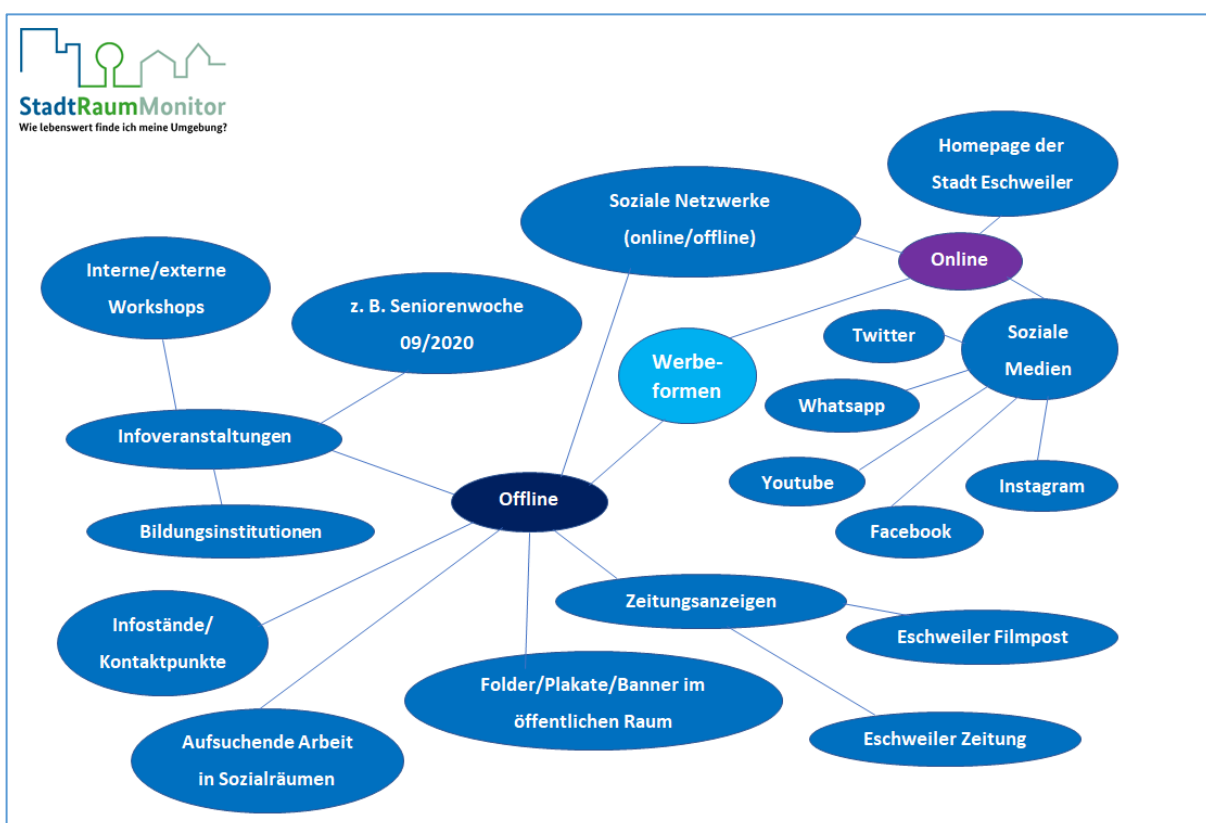 StadtRaumMonitor
Wie lebenswert finde ich meine Umgebung?
Homepage der
Stadt Eschweiler
Soziale Netzwerke
(online/offline)
Online
Interne/externe
Workshops
z. B. Seniorenwoche
09/2020
Werbe-
formen
Twitter
Soziale
Medien
Whatsapp
Infoveranstaltungen
Youtube
Instagram
Offline
Bildungsinstitutionen
Facebook
Zeitungsanzeigen
Eschweiler Filmpost
Infostände/
Kontaktpunkte
Folder/Plakate/Banner im
öffentlichen Raum
Eschweiler Zeitung
Aufsuchende Arbeit
in Sozialräumen